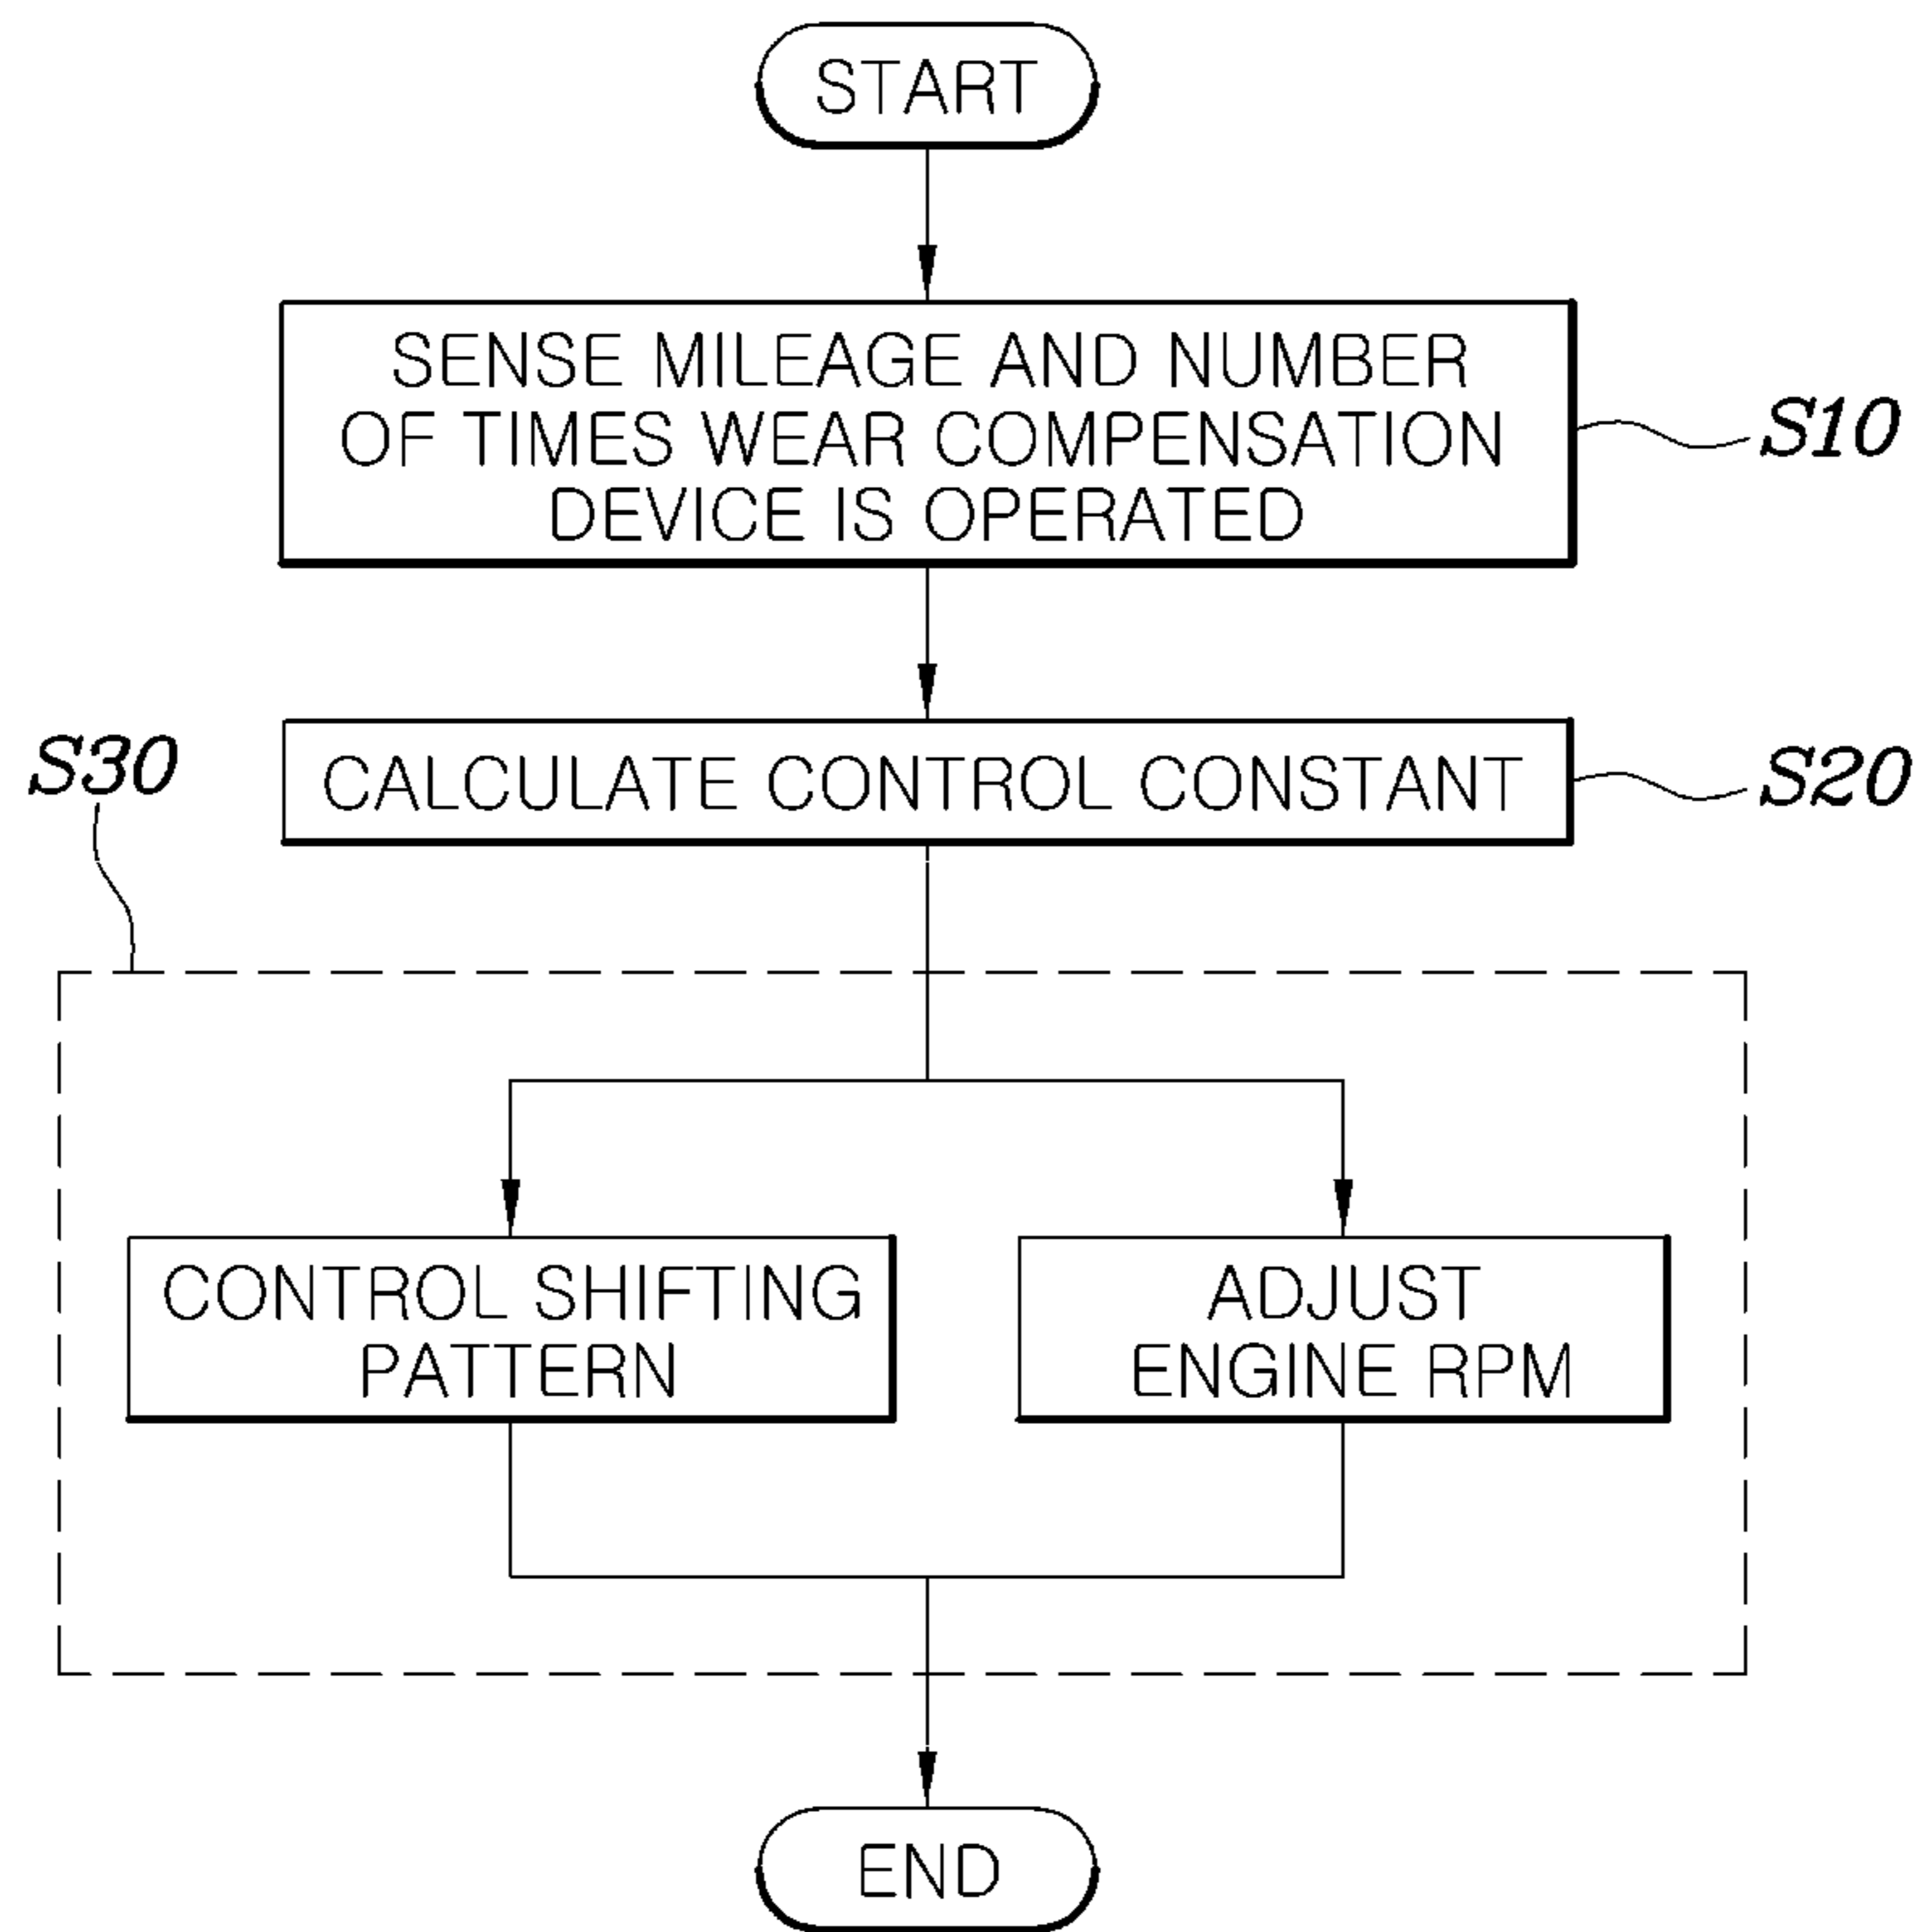 START
SENSE MILEAGE AND NUMBER
OF TIMES WEAR COMPENSATION
DEVICE IS OPERATED
S10
S30
CALCULATE CONTROL CONSTANT
S20
CONTROL SHIFTING
PATTERN
ADJUST
ENGINE RPM
END